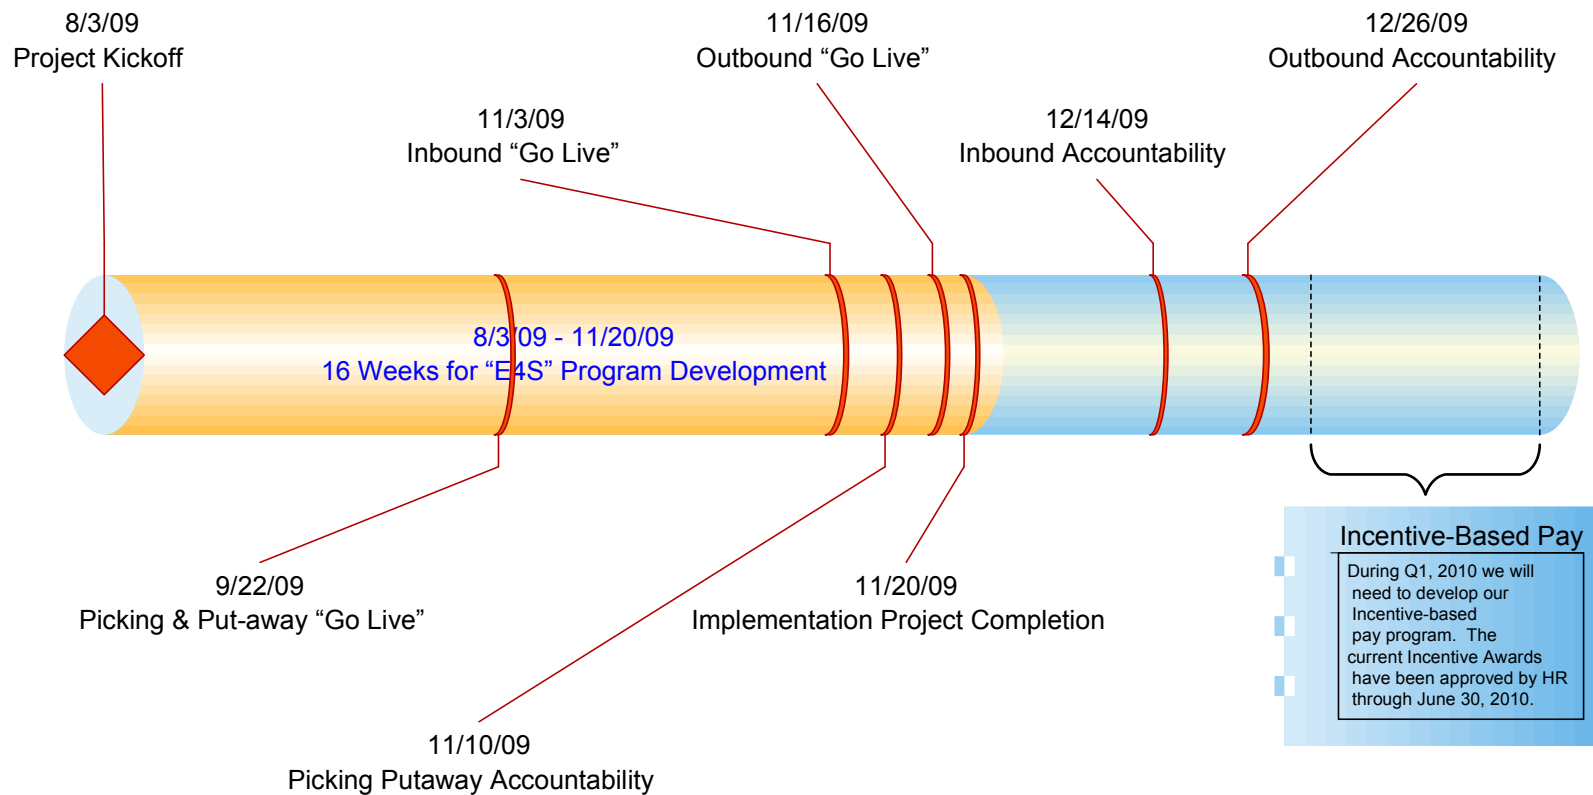 8/3/09
Project Kickoff
11/16/09
Outbound “Go Live”
12/26/09
Outbound Accountability
11/3/09
Inbound “Go Live”
12/14/09
Inbound Accountability
8/3/09 - 11/20/09
16 Weeks for “E4S” Program Development
9/22/09
Picking & Put-away “Go Live”
11/20/09
Implementation Project Completion
11/10/09
Picking Putaway Accountability
Incentive-Based Pay
During Q1, 2010 we will
need to develop our
Incentive-based
pay program.  The
current Incentive Awards
have been approved by HR
through June 30, 2010.